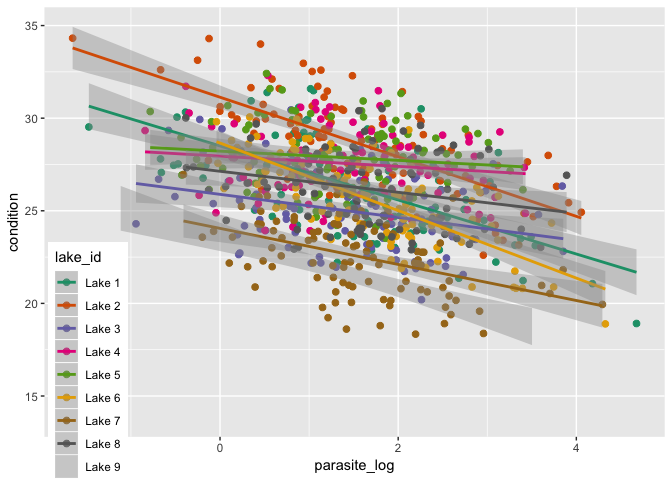 35
30
25
20
15
condition
lake_id
Lake 1
Lake 2
Lake 3
Lake 4
Lake 5
Lake 6
Lake 7
Lake 8
Lake 9
0
2
4
parasite_log